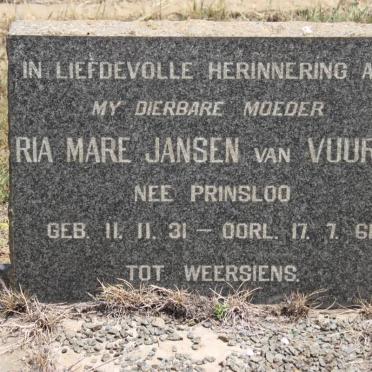 IN LIEFDEVOLLE HERINNERING A
MY DIERBARE MOEDER
RIA MARE JANSEN VAN VUUR
NEE PRINSLOO
GEB. 11. 11. 31 — OORL. 17. 7. 6
TOT WEERSIENS.